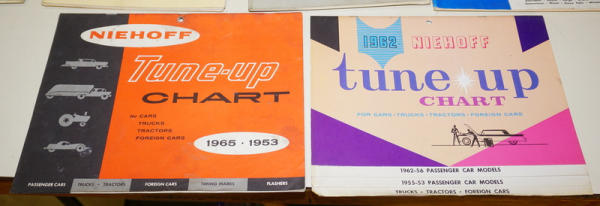 NIEHOFF
Tune-up
CHART
for CARS
TRUCKS
TRACTORS
FOREIGN CARS
1965 · 1953
PASSENGER CARS
TRUCKS · TRACTORS
FOREIGN CARS
TIMING MARKS
FLASHERS
1962 NIEHOFF
tune up
CHART
FOR CARS · TRUCKS · TRACTORS · FOREIGN CARS
1962-56 PASSENGER CAR MODELS
1955-53 PASSENGER CAR MODELS
TRUCKS · TRACTORS · FOREIGN CARS